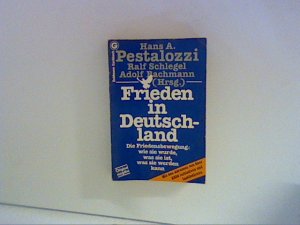 Hans A.
Pestalozzi
Ralf Schlegel
Adolf Bachmann
(Hrsg.)
Frieden
in
Deutsch-
land
Die Friedensbewegung:
wie sie wurde,
was sie ist,
was sie werden
kann